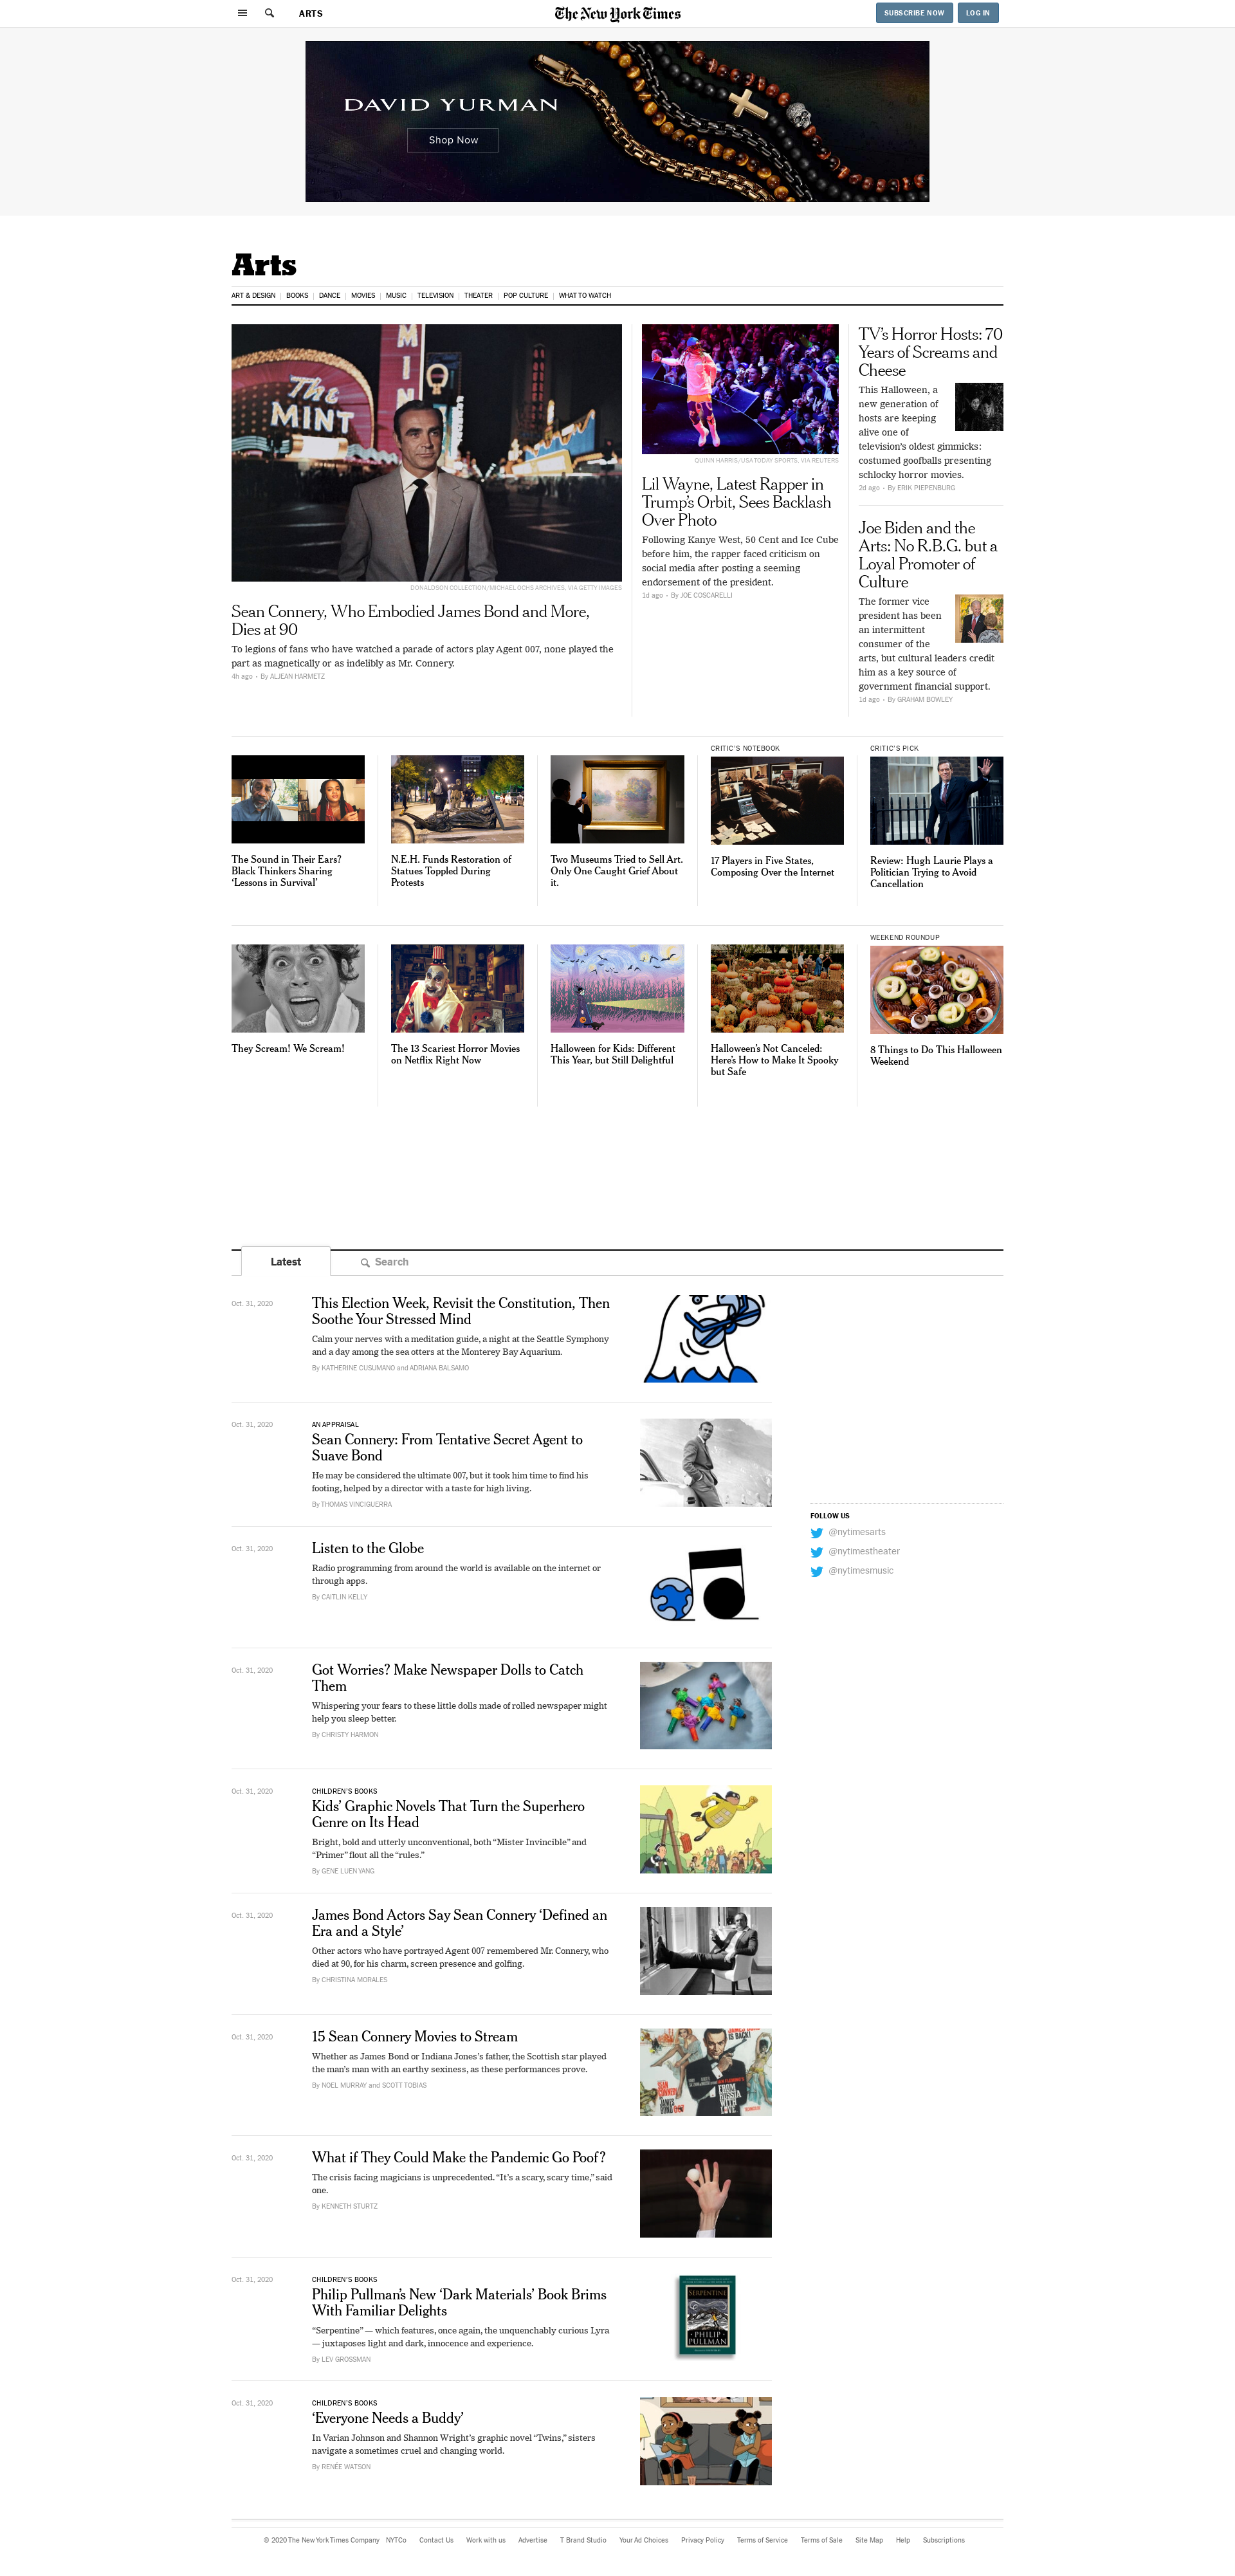 ARTS
The New York Times
SUBSCRIBE NOW
LOG IN
DAVID YURMAN
Shop Now
Arts
ART & DESIGN
BOOKS
DANCE
MOVIES
MUSIC
TELEVISION
THEATER
POP CULTURE
WHAT TO WATCH
The MINT
DONALDSON COLLECTION/MICHAEL OCHS ARCHIVES, VIA GETTY IMAGES
Sean Connery, Who Embodied James Bond and More,
Dies at 90
To legions of fans who have watched a parade of actors play Agent 007, none played the
part as magnetically or as indelibly as Mr. Connery.
4h ago • By ALJEAN HARMETZ
QUINN HARRIS/USA TODAY SPORTS, VIA REUTERS
Lil Wayne, Latest Rapper in
Trump's Orbit, Sees Backlash
Over Photo
Following Kanye West, 50 Cent and Ice Cube
before him, the rapper faced criticism on
social media after posting a seeming
endorsement of the president.
1d ago • By JOE COSCARELLI
TV's Horror Hosts: 70
Years of Screams and
Cheese
This Halloween, a
new generation of
hosts are keeping
alive one of
television's oldest gimmicks:
costumed goofballs presenting
schlocky horror movies.
2d ago • By ERIK PIEPENBURG
Joe Biden and the
Arts: No R.B.G. but a
Loyal Promoter of
Culture
The former vice
president has been
an intermittent
consumer of the
arts, but cultural leaders credit
him as a key source of
government financial support.
1d ago • By GRAHAM BOWLEY
The Sound in Their Ears?
Black Thinkers Sharing
‘Lessons in Survival’
N.E.H. Funds Restoration of
Statues Toppled During
Protests
Two Museums Tried to Sell Art.
Only One Caught Grief About
it.
CRITIC'S NOTEBOOK
17 Players in Five States,
Composing Over the Internet
CRITIC'S PICK
Review: Hugh Laurie Plays a
Politician Trying to Avoid
Cancellation
They Scream! We Scream!
The 13 Scariest Horror Movies
on Netflix Right Now
Halloween for Kids: Different
This Year, but Still Delightful
Halloween's Not Canceled:
Here's How to Make It Spooky
but Safe
WEEKEND ROUNDUP
8 Things to Do This Halloween
Weekend
Latest
Search
Oct. 31, 2020
This Election Week, Revisit the Constitution, Then
Soothe Your Stressed Mind
Calm your nerves with a meditation guide, a night at the Seattle Symphony
and a day among the sea otters at the Monterey Bay Aquarium.
By KATHERINE CUSUMANO and ADRIANA BALSAMO
Oct. 31, 2020
AN APPRAISAL
Sean Connery: From Tentative Secret Agent to
Suave Bond
He may be considered the ultimate 007, but it took him time to find his
footing, helped by a director with a taste for high living.
By THOMAS VINCIGUERRA
FOLLOW US
@nytimesarts
@nytimestheater
@nytimesmusic
Oct. 31, 2020
Listen to the Globe
Radio programming from around the world is available on the internet or
through apps.
By CAITLIN KELLY
Oct. 31, 2020
Got Worries? Make Newspaper Dolls to Catch
Them
Whispering your fears to these little dolls made of rolled newspaper might
help you sleep better.
By CHRISTY HARMON
Oct. 31, 2020
CHILDREN'S BOOKS
Kids’ Graphic Novels That Turn the Superhero
Genre on Its Head
Bright, bold and utterly unconventional, both “Mister Invincible” and
“Primer” flout all the “rules.”
By GENE LUEN YANG
Oct. 31, 2020
James Bond Actors Say Sean Connery ‘Defined an
Era and a Style’
Other actors who have portrayed Agent 007 remembered Mr. Connery, who
died at 90, for his charm, screen presence and golfing.
By CHRISTINA MORALES
Oct. 31, 2020
15 Sean Connery Movies to Stream
Whether as James Bond or Indiana Jones's father, the Scottish star played
the man's man with an earthy sexiness, as these performances prove.
By NOEL MURRAY and SCOTT TOBIAS
IS BACK!
FROM
RUSSIA
WITH
LOVE
Oct. 31, 2020
What if They Could Make the Pandemic Go Poof?
The crisis facing magicians is unprecedented. “It's a scary, scary time,” said
one.
By KENNETH STURTZ
Oct. 31, 2020
CHILDREN'S BOOKS
Philip Pullman's New ‘Dark Materials’ Book Brims
With Familiar Delights
“Serpentine” — which features, once again, the unquenchably curious Lyra
— juxtaposes light and dark, innocence and experience.
By LEV GROSSMAN
SERPENTINE
PHILIP
PULLMAN
Oct. 31, 2020
CHILDREN'S BOOKS
‘Everyone Needs a Buddy’
In Varian Johnson and Shannon Wright's graphic novel “Twins,” sisters
navigate a sometimes cruel and changing world.
By RENÉE WATSON
© 2020 The New York Times Company
NYTCo
Contact Us
Work with us
Advertise
T Brand Studio
Your Ad Choices
Privacy Policy
Terms of Service
Terms of Sale
Site Map
Help
Subscriptions